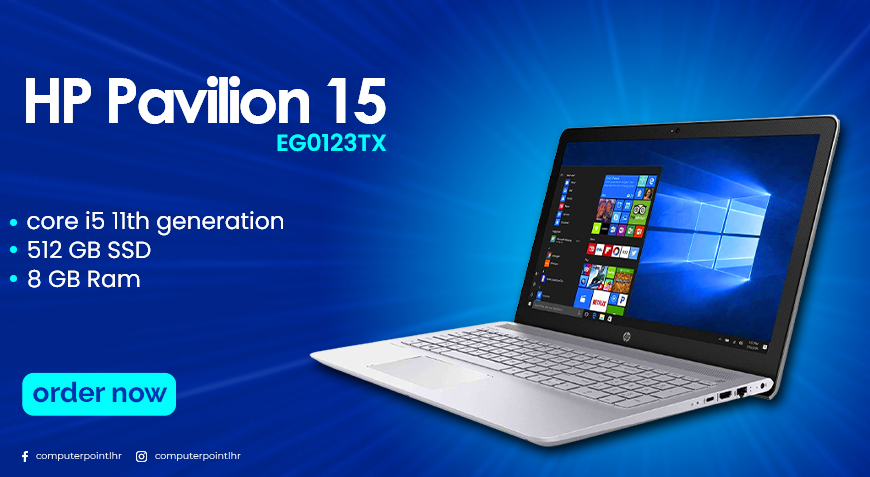 HP Pavilion 15
EG0123TX
core i5 11th generation
512 GB SSD
8 GB Ram
order now
computerpointlhr computerpointlhr